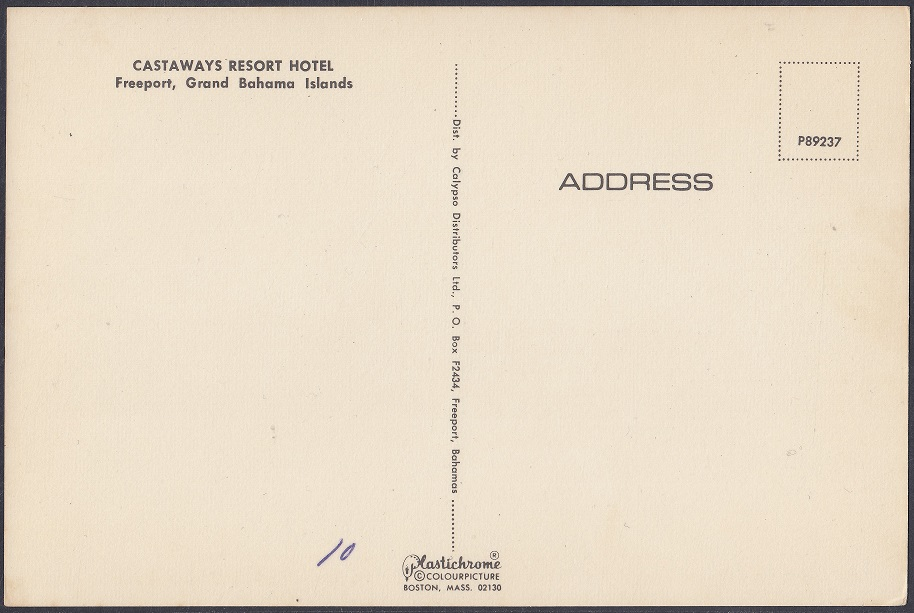 CASTAWAYS RESORT HOTEL
Freeport, Grand Bahama Islands
Dist. by Calypso Distributors Ltd., P. O. Box F2434, Freeport, Bahamas
P89237
ADDRESS
10
Plastichrome ®
© COLOURPICTURE
BOSTON, MASS. 02130